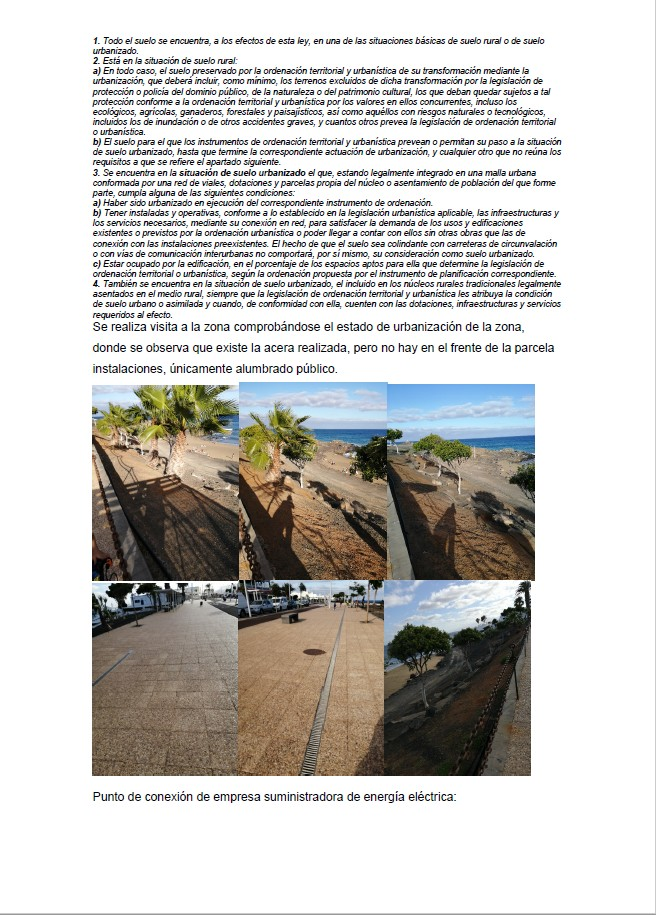 1. Todo el suelo se encuentra, a los efectos de esta ley, en una de las situaciones básicas de suelo rural o de suelo
urbanizado.
2. Está en la situación de suelo rural:
a) En todo caso, el suelo preservado por la ordenación territorial y urbanística de su transformación mediante la
urbanización, que deberá incluir, como mínimo, los terrenos excluidos de dicha transformación por la legislación de
protección o policía del dominio público, de la naturaleza o del patrimonio cultural, los que deban quedar sujetos a tal
protección conforme a la ordenación territorial y urbanística por los valores en ellos concurrentes, incluso los
ecológicos, agrícolas, ganaderos, forestales y paisajísticos, así como aquéllos con riesgos naturales o tecnológicos,
incluidos los de inundación o de otros accidentes graves, y cuantos otros prevea la legislación de ordenación territorial
o urbanística.
b) El suelo para el que los instrumentos de ordenación territorial y urbanística prevean o permitan su paso a la situación
de suelo urbanizado, hasta que termine la correspondiente actuación de urbanización, y cualquier otro que no reúna los
requisitos a que se refiere el apartado siguiente.
3. Se encuentra en la situación de suelo urbanizado el que, estando legalmente integrado en una malla urbana
conformada por una red de viales, dotaciones y parcelas propia del núcleo o asentamiento de población del que forme
parte, cumpla alguna de las siguientes condiciones:
a) Haber sido urbanizado en ejecución del correspondiente instrumento de ordenación.
b) Tener instaladas y operativas, conforme a lo establecido en la legislación urbanística aplicable, las infraestructuras y
los servicios necesarios, mediante su conexión en red, para satisfacer la demanda de los usos y edificaciones
existentes o previstos por la ordenación urbanística o poder llegar a contar con ellos sin otras obras que las de
conexión con las instalaciones preexistentes. El hecho de que el suelo sea colindante con carreteras de circunvalación
o con vías de comunicación interurbanas no comportará, por sí mismo, su consideración como suelo urbanizado.
c) Estar ocupado por la edificación, en el porcentaje de los espacios aptos para ella que determine la legislación de
ordenación territorial o urbanística, según la ordenación propuesta por el instrumento de planificación correspondiente.
4. También se encuentra en la situación de suelo urbanizado, el incluido en los núcleos rurales tradicionales legalmente
asentados en el medio rural, siempre que la legislación de ordenación territorial y urbanística les atribuya la condición
de suelo urbano o asimilada y cuando, de conformidad con ella, cuenten con las dotaciones, infraestructuras y servicios
requeridos al efecto.
Se realiza visita a la zona comprobándose el estado de urbanización de la zona,
donde se observa que existe la acera realizada, pero no hay en el frente de la parcela
instalaciones, únicamente alumbrado público.
Punto de conexión de empresa suministradora de energía eléctrica: